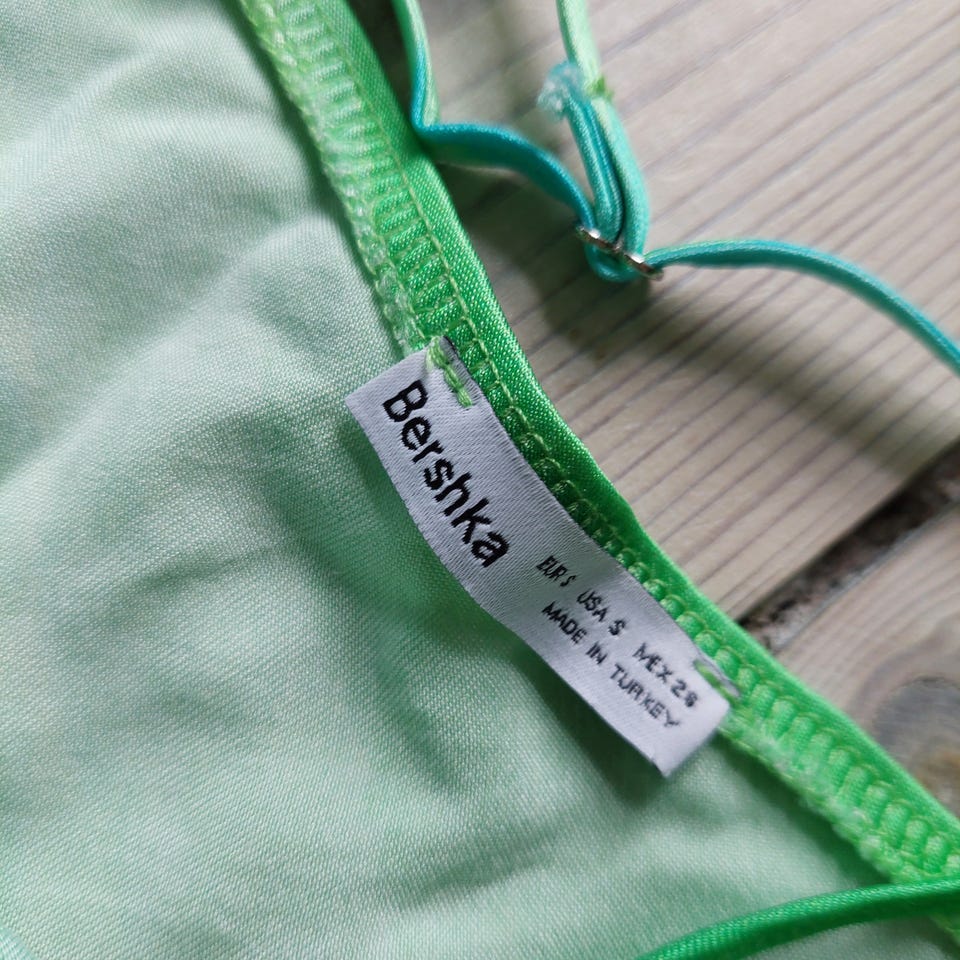 Bershka
EUR S USA S MEX 26
MADE IN TURKEY